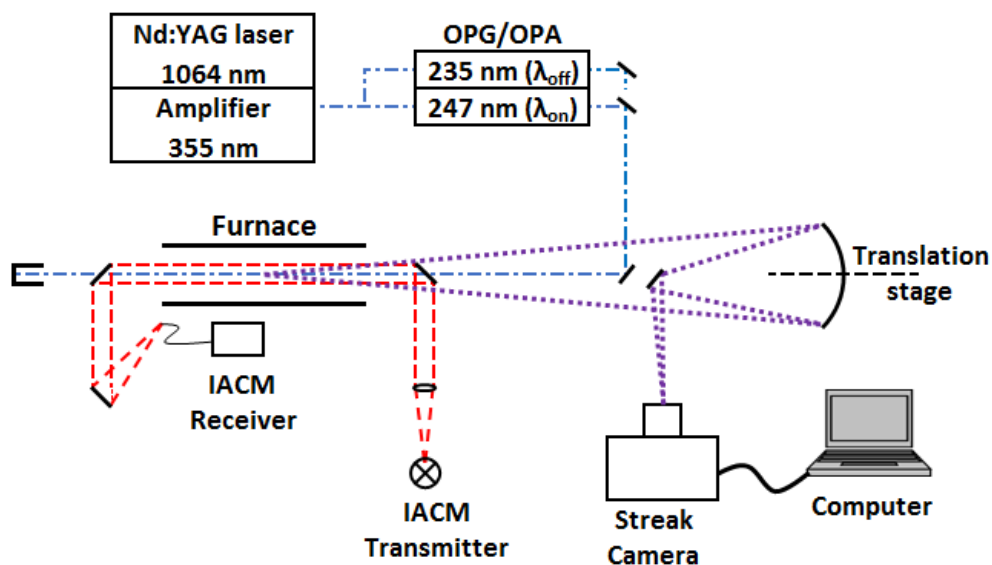 Nd:YAG laser
1064 nm
Amplifier
355 nm
OPG/OPA
235 nm (λoff)
247 nm (λon)
Furnace
Translation
stage
IACM
Receiver
IACM
Transmitter
Streak
Camera
Computer